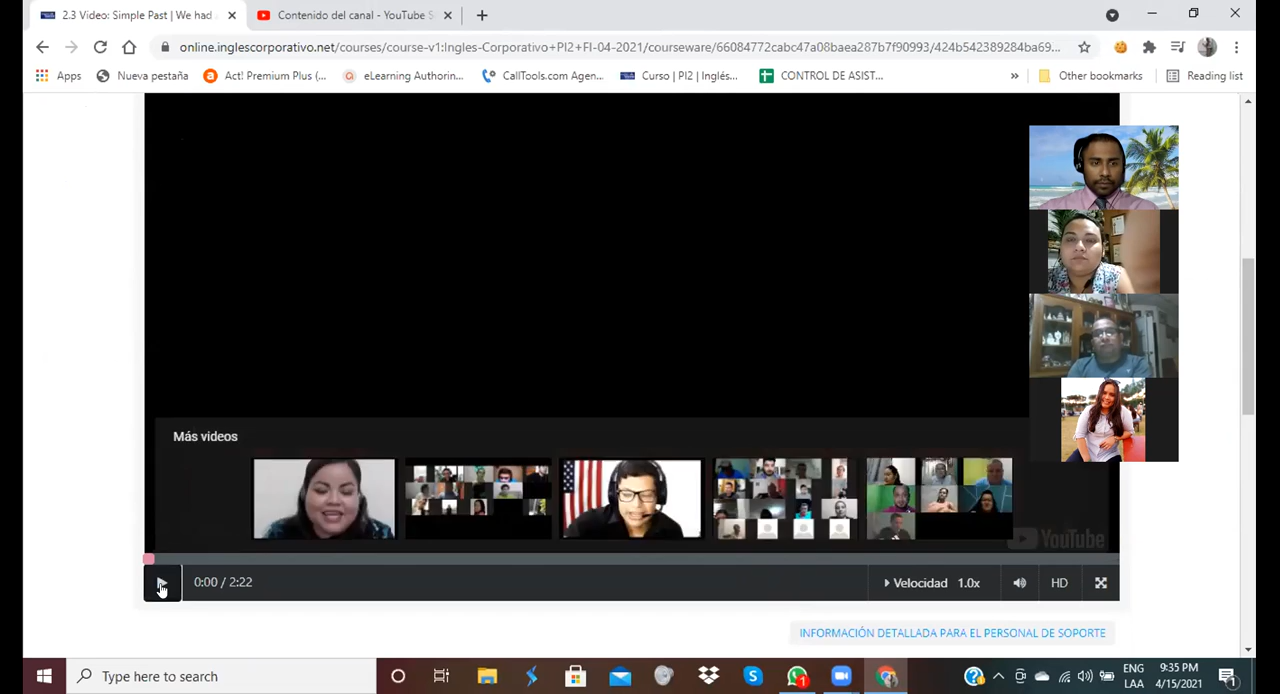 2.3 Video: Simple Past | We had
Contenido del canal - YouTube S
online.inglescorporativo.net/courses/course-v1:Ingles-Corporativo+PI2+FI-04-2021/courseware/66084772cabc47a08baea287b7f90993/424b542389284ba69...
Apps
Nueva pestaña
Act! Premium Plus (...
eLearning Authorin...
CallTools.com Agen...
Curso | PI2 | Inglés...
CONTROL DE ASIST...
»
Other bookmarks
Reading list
Más videos
YouTube
0:00 / 2:22
Velocidad 1.0x
HD
INFORMACIÓN DETALLADA PARA EL PERSONAL DE SOPORTE
Type here to search
1
ENG
LAA
9:35 PM
4/15/2021
1